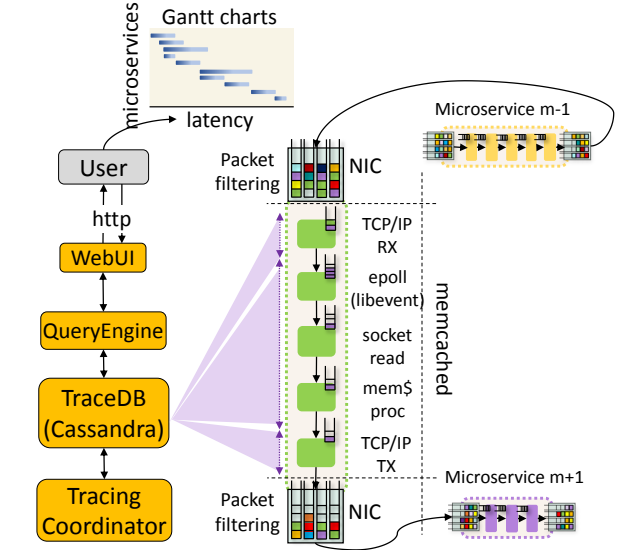 Gantt charts
microservices
latency
User
http
WebUI
QueryEngine
TraceDB
(Cassandra)
Tracing
Coordinator
Packet
filtering
NIC
TCP/IP
RX
epoll
(libevent)
socket
read
mem$
proc
TCP/IP
TX
memcached
Packet
filtering
NIC
Microservice m-1
Microservice m+1